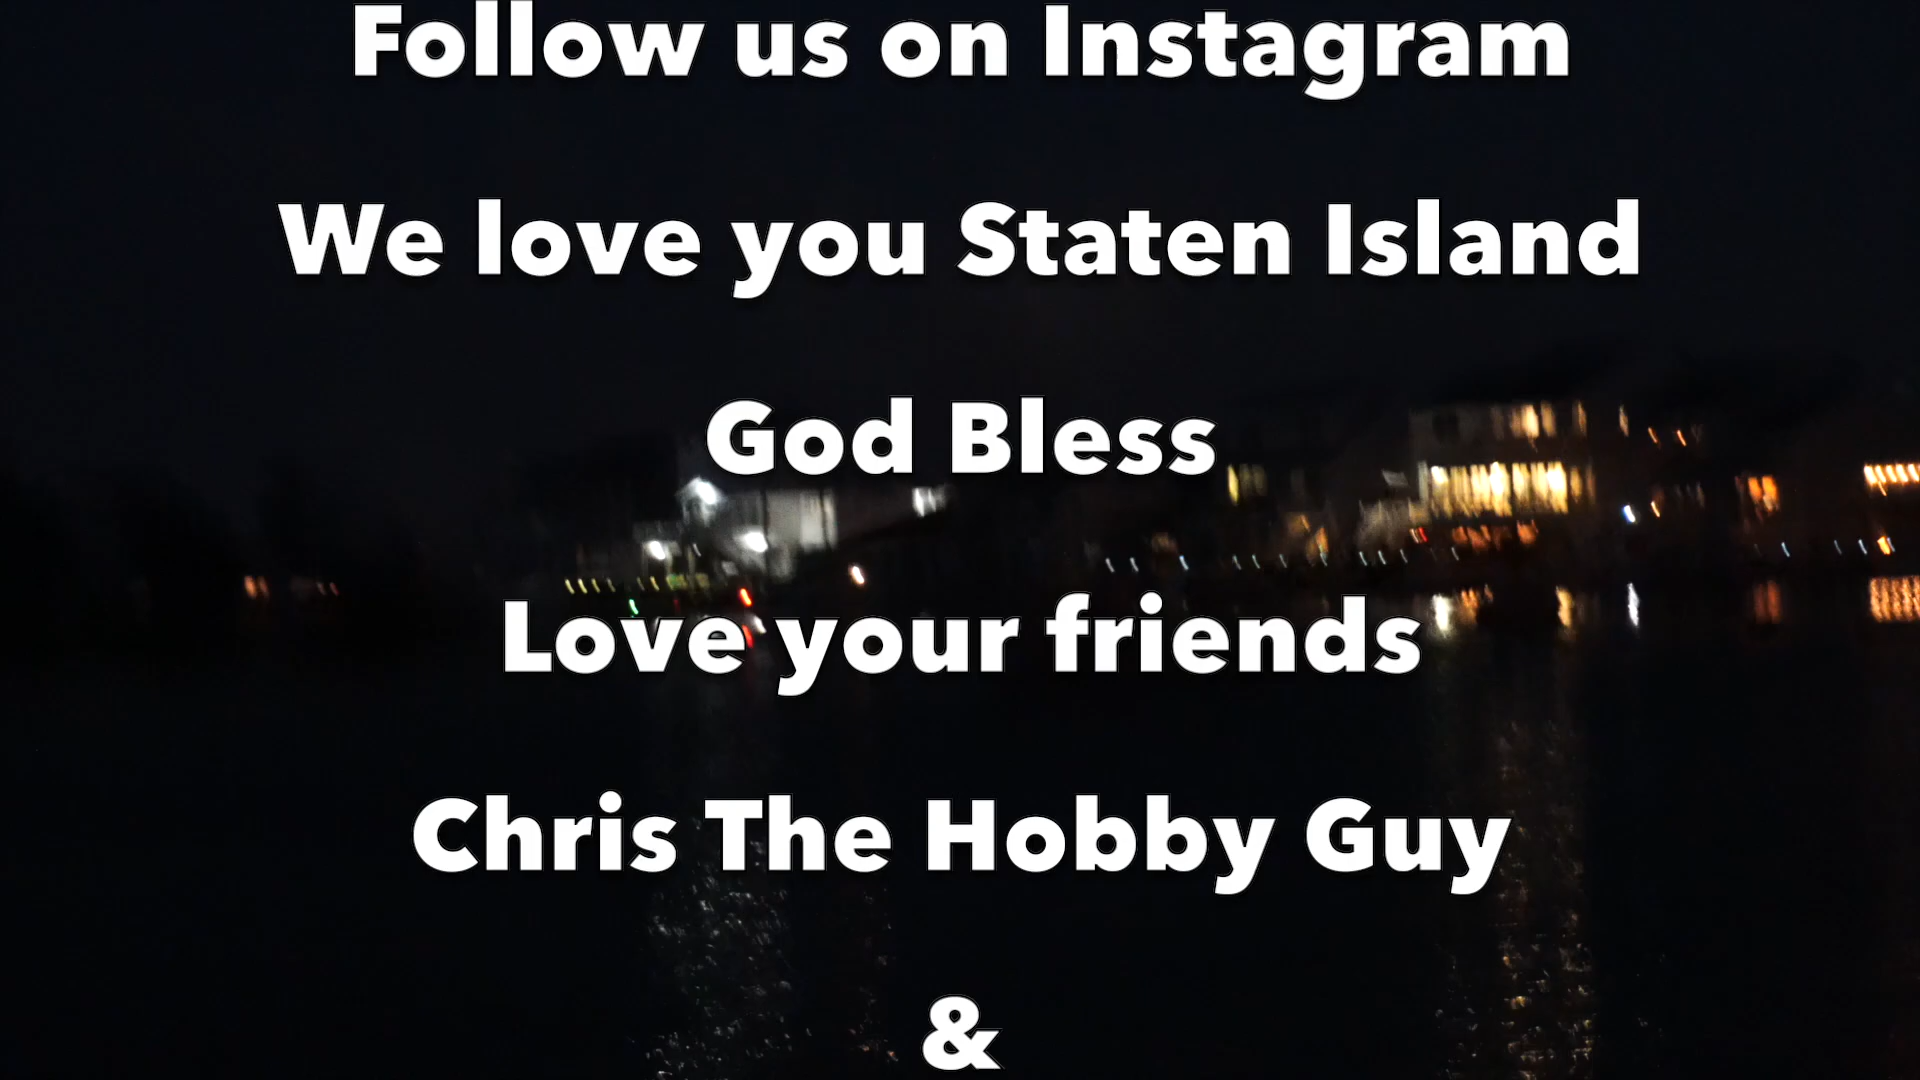 Follow us on Instagram
We love you Staten Island
God Bless
Love your friends
Chris The Hobby Guy
&